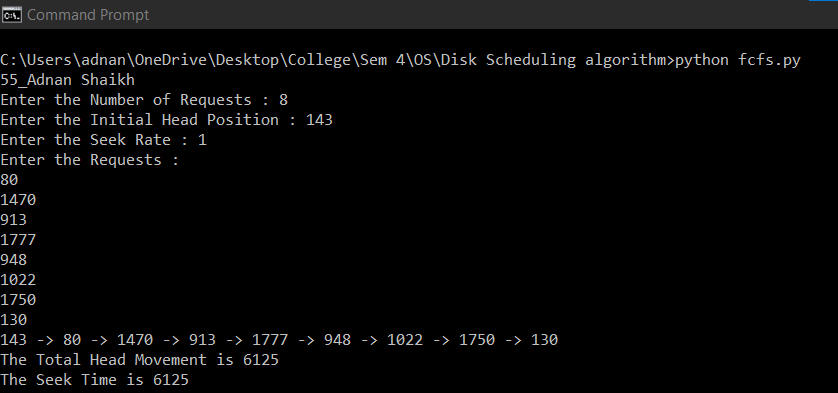 Command Prompt
C:\Users\adnan\OneDrive\Desktop\College\Sem 4\OS\Disk Scheduling algorithm>python fcfs.py
55_Adnan Shaikh
Enter the Number of Requests : 8
Enter the Initial Head Position : 143
Enter the Seek Rate : 1
Enter the Requests :
80
1470
913
1777
948
1022
1750
130
143 -> 80 -> 1470 -> 913 -> 1777 -> 948 -> 1022 -> 1750 -> 130
The Total Head Movement is 6125
The Seek Time is 6125